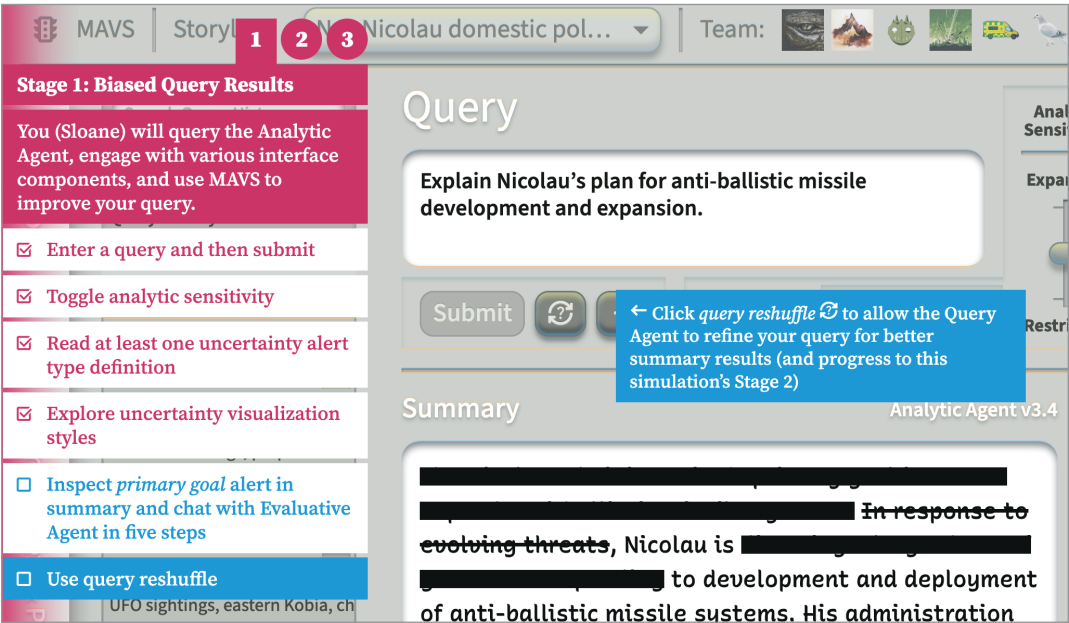 MAVS
Storyl
Nicolau domestic pol...
Team:
1
2
3
Stage 1: Biased Query Results
You (Sloane) will query the Analytic
Agent, engage with various interface
components, and use MAVS to
improve your query.
Enter a query and then submit
Toggle analytic sensitivity
Read at least one uncertainty alert
type definition
Explore uncertainty visualization
styles
Inspect primary goal alert in
summary and chat with Evaluative
Agent in five steps
Use query reshuffle
UFO sightings, eastern Kobia, ch
Query
Explain Nicolau's plan for anti-ballistic missile
development and expansion.
Submit
← Click query reshuffle to allow the Query
Agent to refine your query for better
summary results (and progress to this
simulation's Stage 2)
Anal
Sensi
Expa
Restri
Summary
Analytic Agent v3.4
In response to
evolving threats, Nicolau is
to development and deployment
of anti-ballistic missile systems. His administration